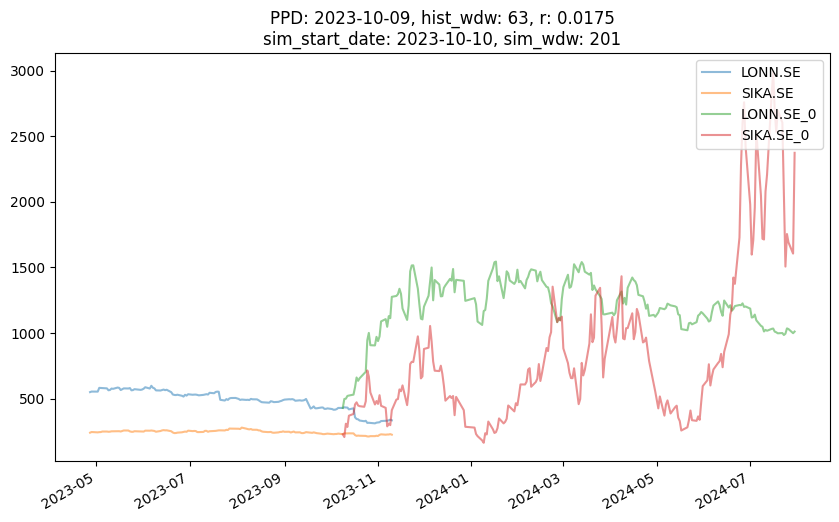 PPD: 2023-10-09, hist_wdw: 63, r: 0.0175
sim_start_date: 2023-10-10, sim_wdw: 201
LONN.SE
SIKA.SE
LONN.SE_0
SIKA.SE_0
3000
2500
2000
1500
1000
500
2023-05
2023-07
2023-09
2023-11
2024-01
2024-03
2024-05
2024-07